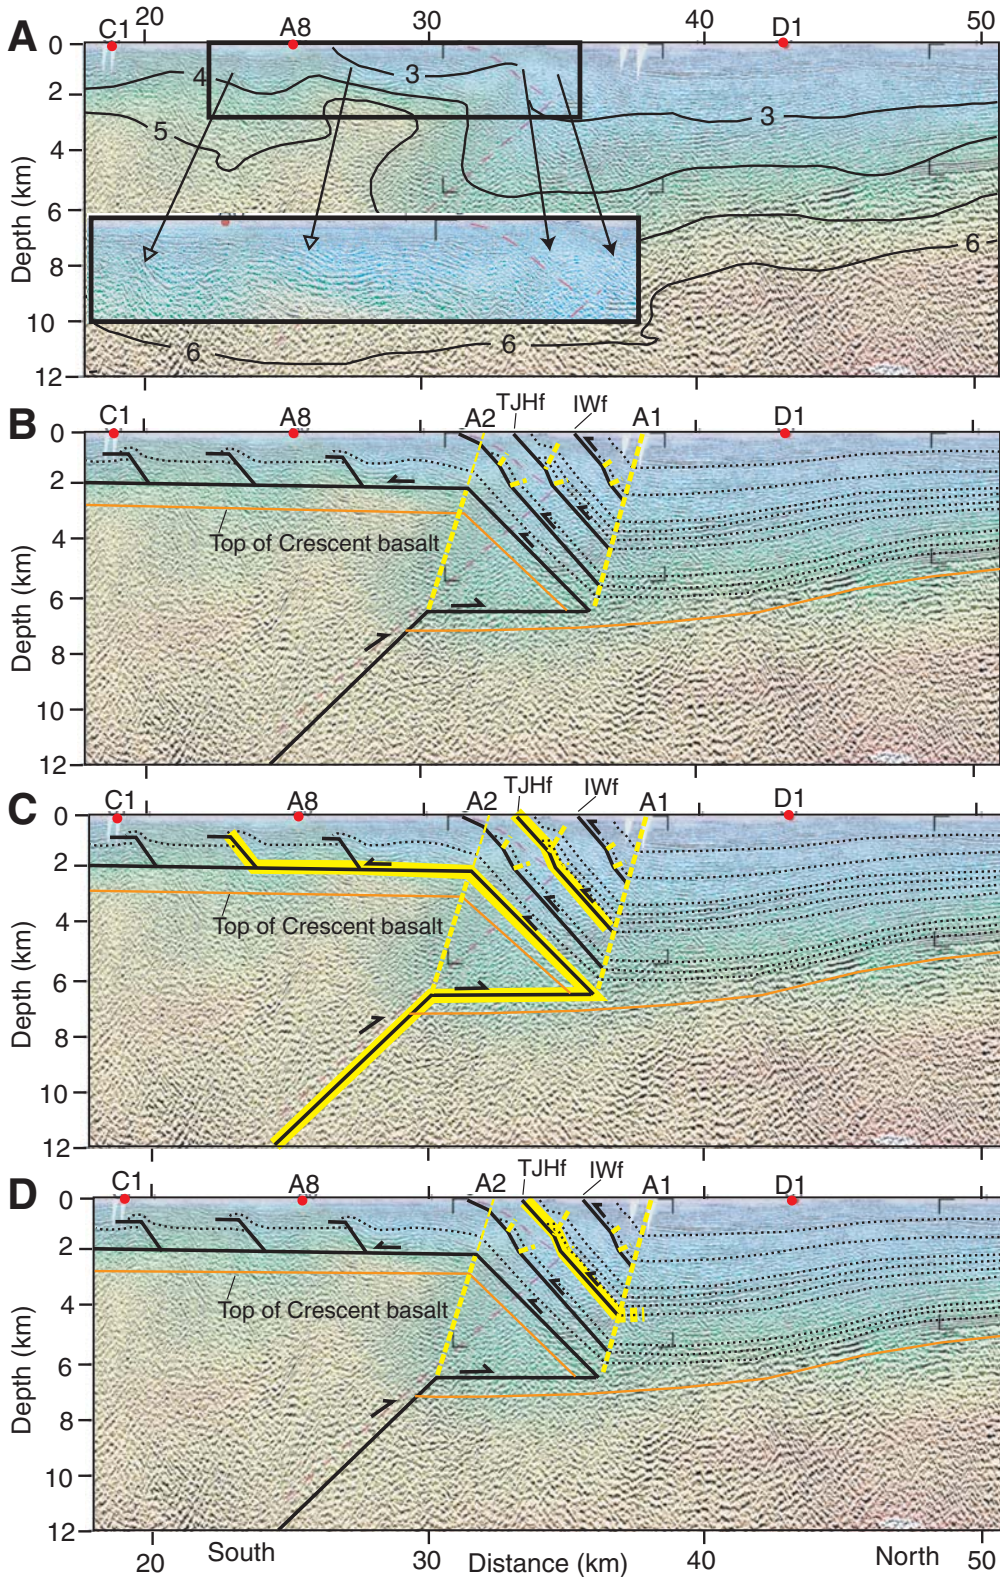 A
C1 20 A8 30 40 D1 50
0
2
4
6
8
10
12
Depth (km)
Depth (km)
4
3
5
3
6
6
6
B
C1 A8 A2 TJHf IWf A1 D1
0
2
4
6
8
10
12
Depth (km)
Top of Crescent basalt
C
C1 A8 A2 TJHf IWf A1 D1
0
2
4
6
8
10
12
Depth (km)
Top of Crescent basalt
D
C1 A8 A2 TJHf IWf A1 D1
0
2
4
6
8
10
12
Depth (km)
Top of Crescent basalt
20 South 30 Distance (km) 40 North 50